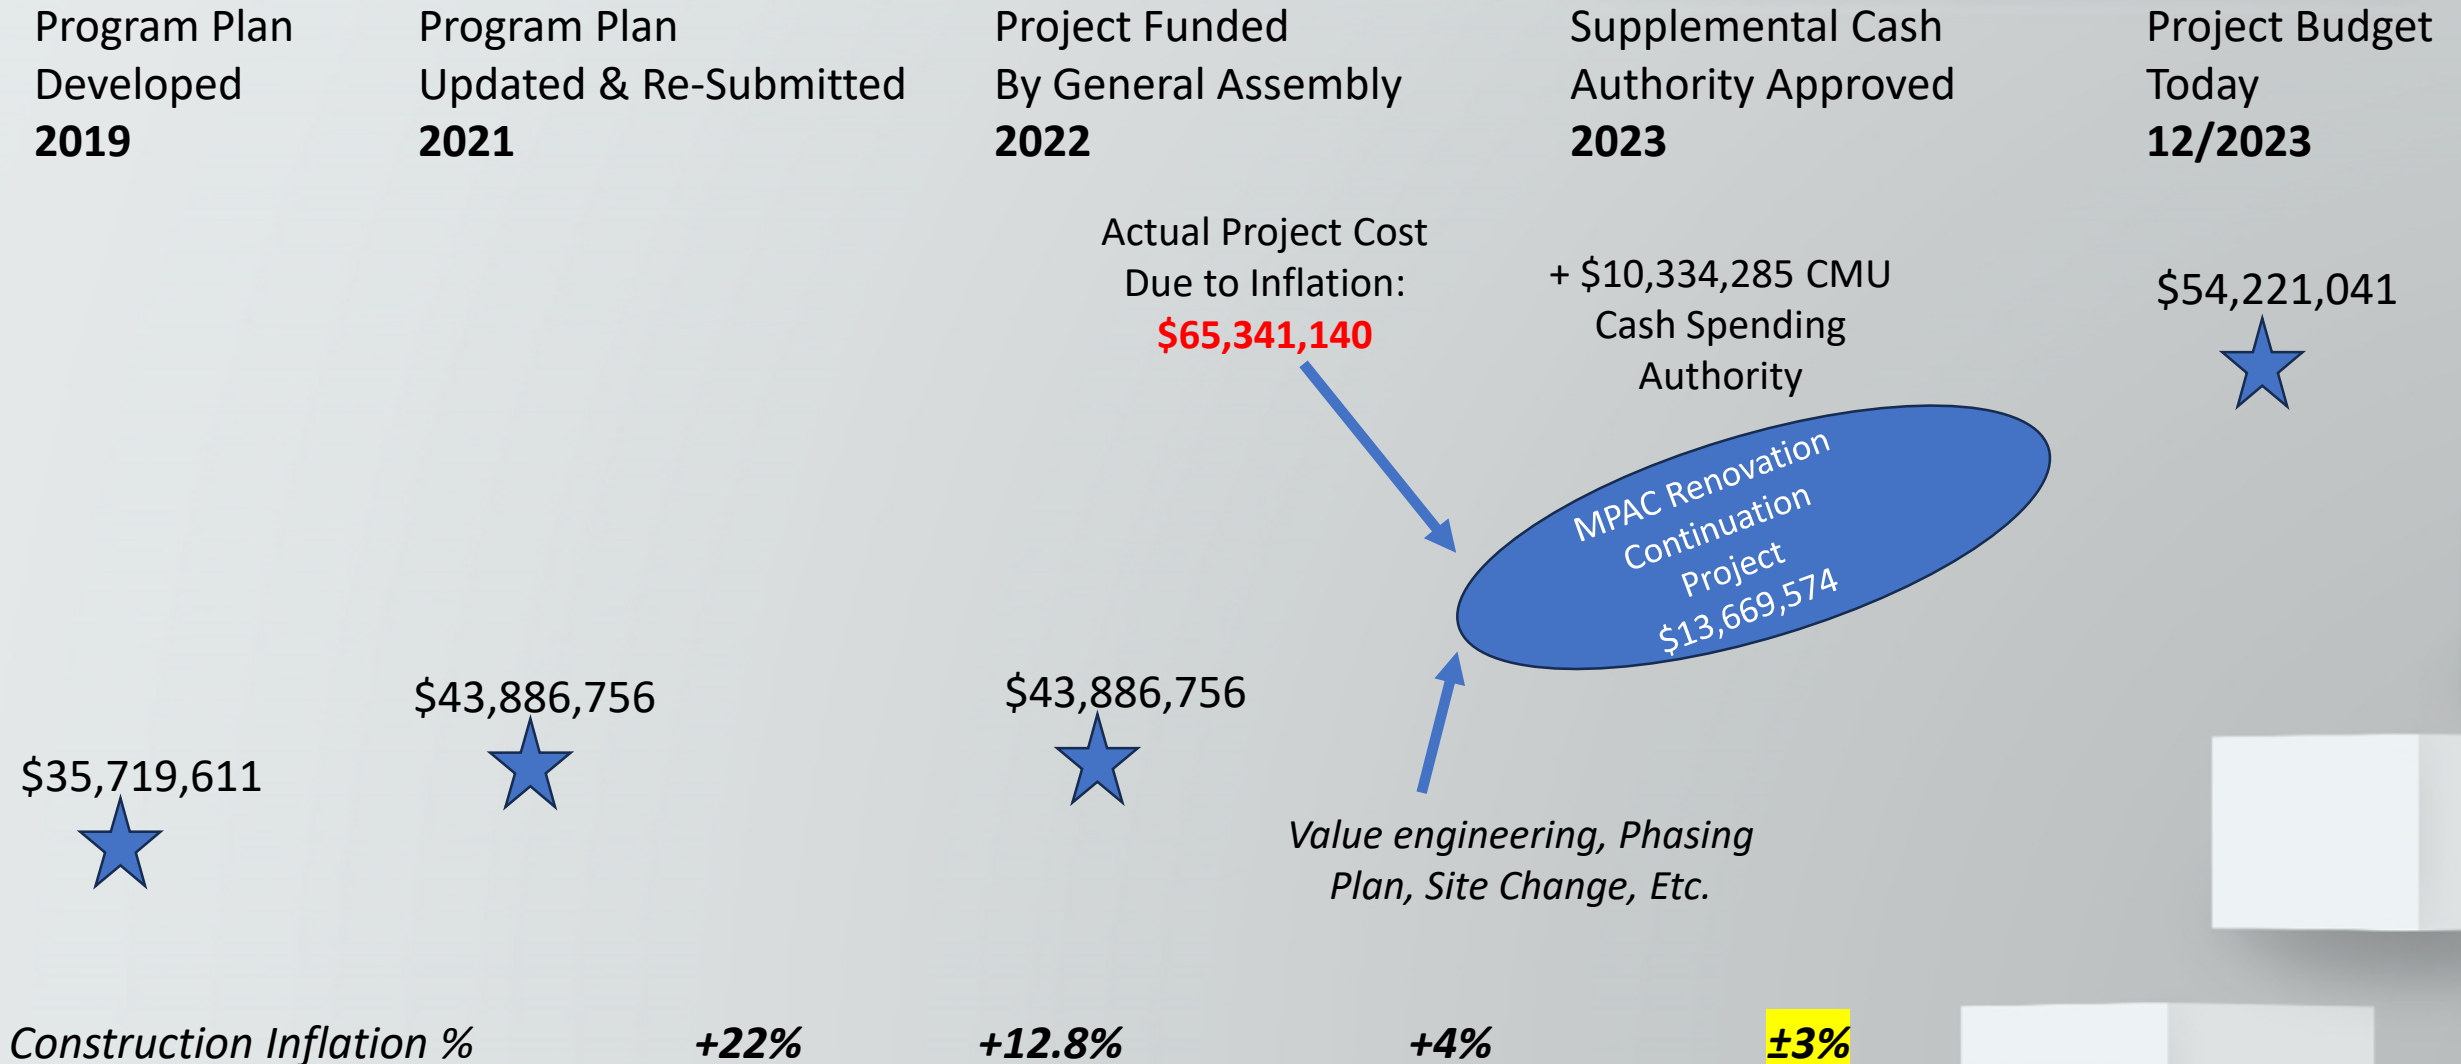 Program Plan
Developed
2019
Program Plan
Updated & Re-Submitted
2021
Project Funded
By General Assembly
2022
Supplemental Cash
Authority Approved
2023
Project Budget
Today
12/2023
Actual Project Cost
Due to Inflation:
$65,341,140
+ $10,334,285 CMU
Cash Spending
Authority
$54,221,041
MPAC Renovation
Continuation
Project
$13,669,574
$43,886,756
$43,886,756
$35,719,611
Value engineering, Phasing
Plan, Site Change, Etc.
Construction Inflation % +22% +12.8% +4% ±3%